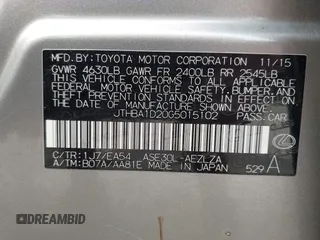 MFD.BY:TOYOTA MOTOR CORPORATION 11/15
GVWR 4630LB GAWR FR 2400LB RR 2545LB
THIS VEHICLE CONFORMS TO ALL APPLICABLE
FEDERAL MOTOR VEHICLE SAFETY, BUMPER, AND
THEFT PREVENTION STANDARDS IN EFFECT ON
THE DATE OF MANUFACTURE SHOWN ABOVE.
JTHBA1D20G5015102
C/TR:1J7/EA54 ASE30L-AEZLZA
A/TM:B07A/AA81E MADE IN JAPAN 529 A
DREAMBID